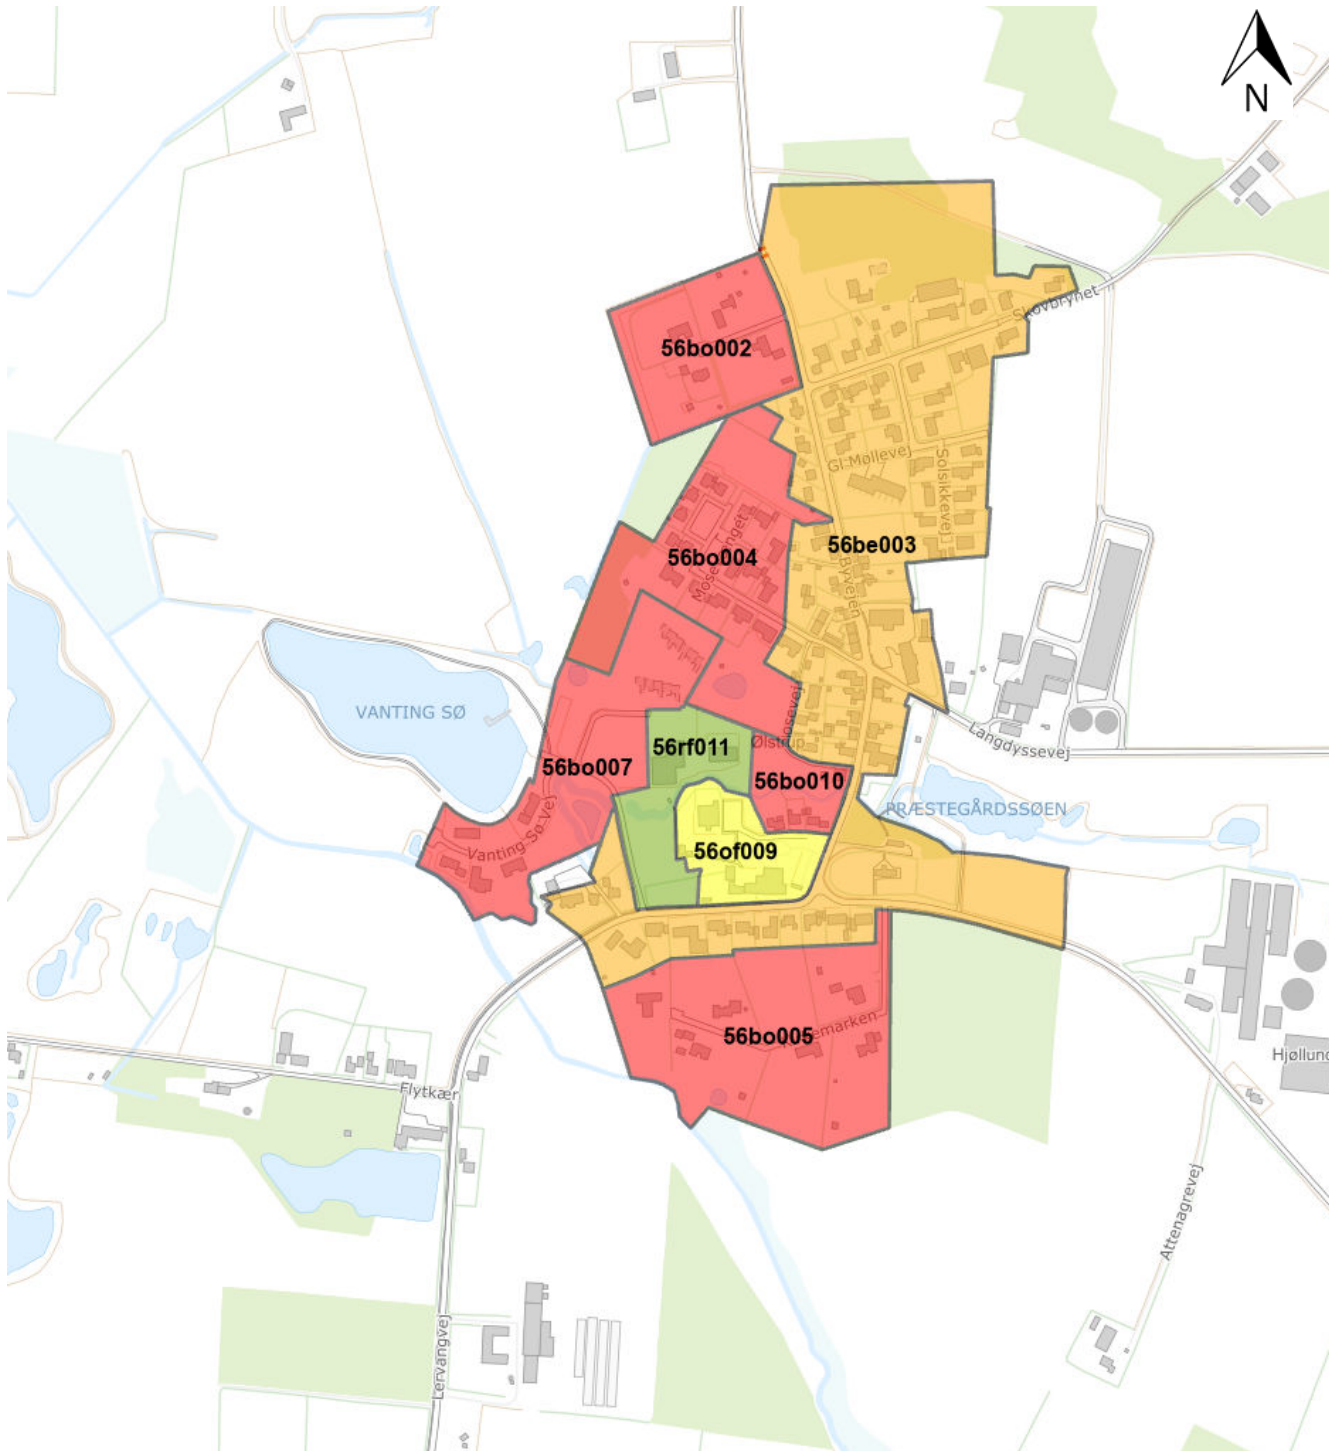 N
Skovbrynet
56bo002
Gl Møllevej
Solsikkevej
56be003
56bo004
Byvejen
VANTING SØ
56rf011
Ølstrup
56bo007
56bo010
Langdyssevej
PRÆSTEGÅRDSSØEN
Vanting Sø Vej
56of009
56bo005
Hjøllund
Flytkær
Attenagrevej
Lervangvej